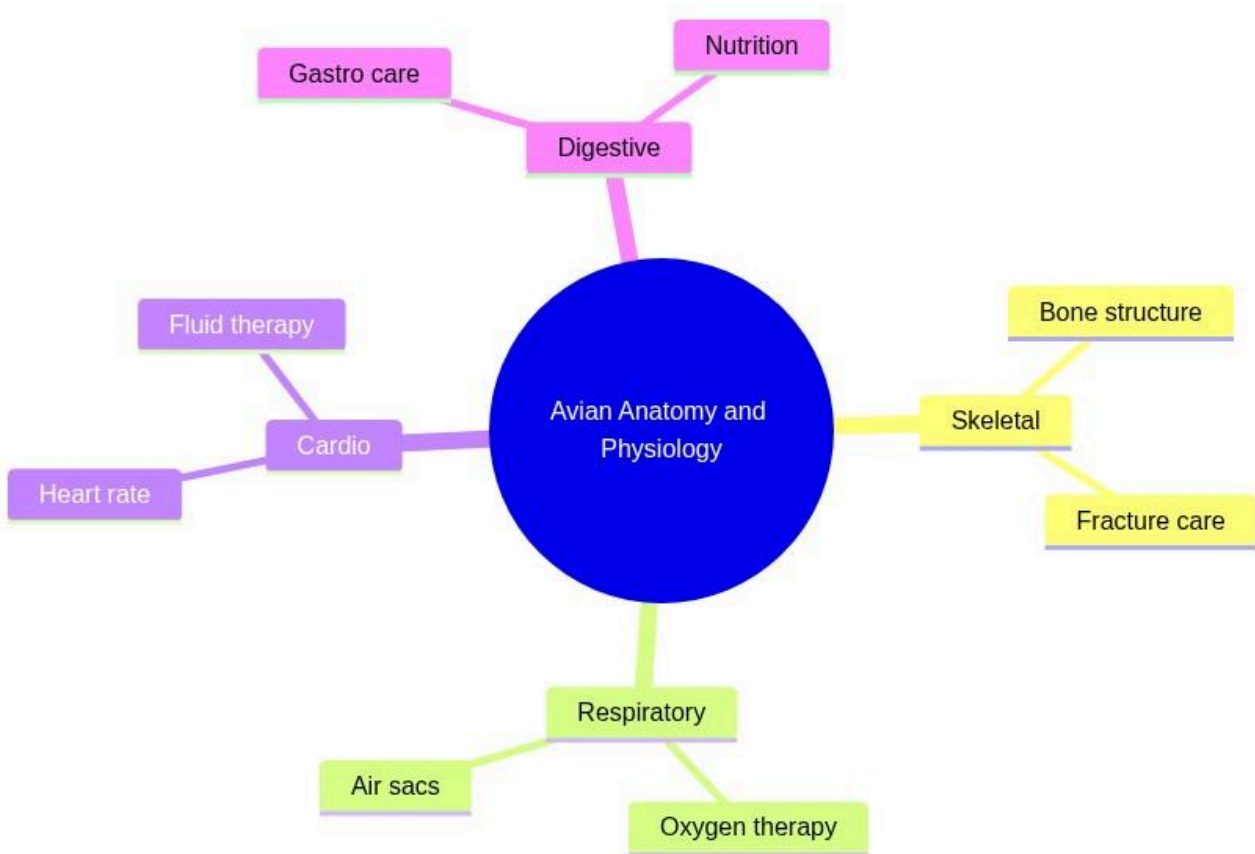 Nutrition
Gastro care
Digestive
Bone structure
Fluid therapy
Avian Anatomy and
Physiology
Skeletal
Cardio
Heart rate
Fracture care
Respiratory
Air sacs
Oxygen therapy